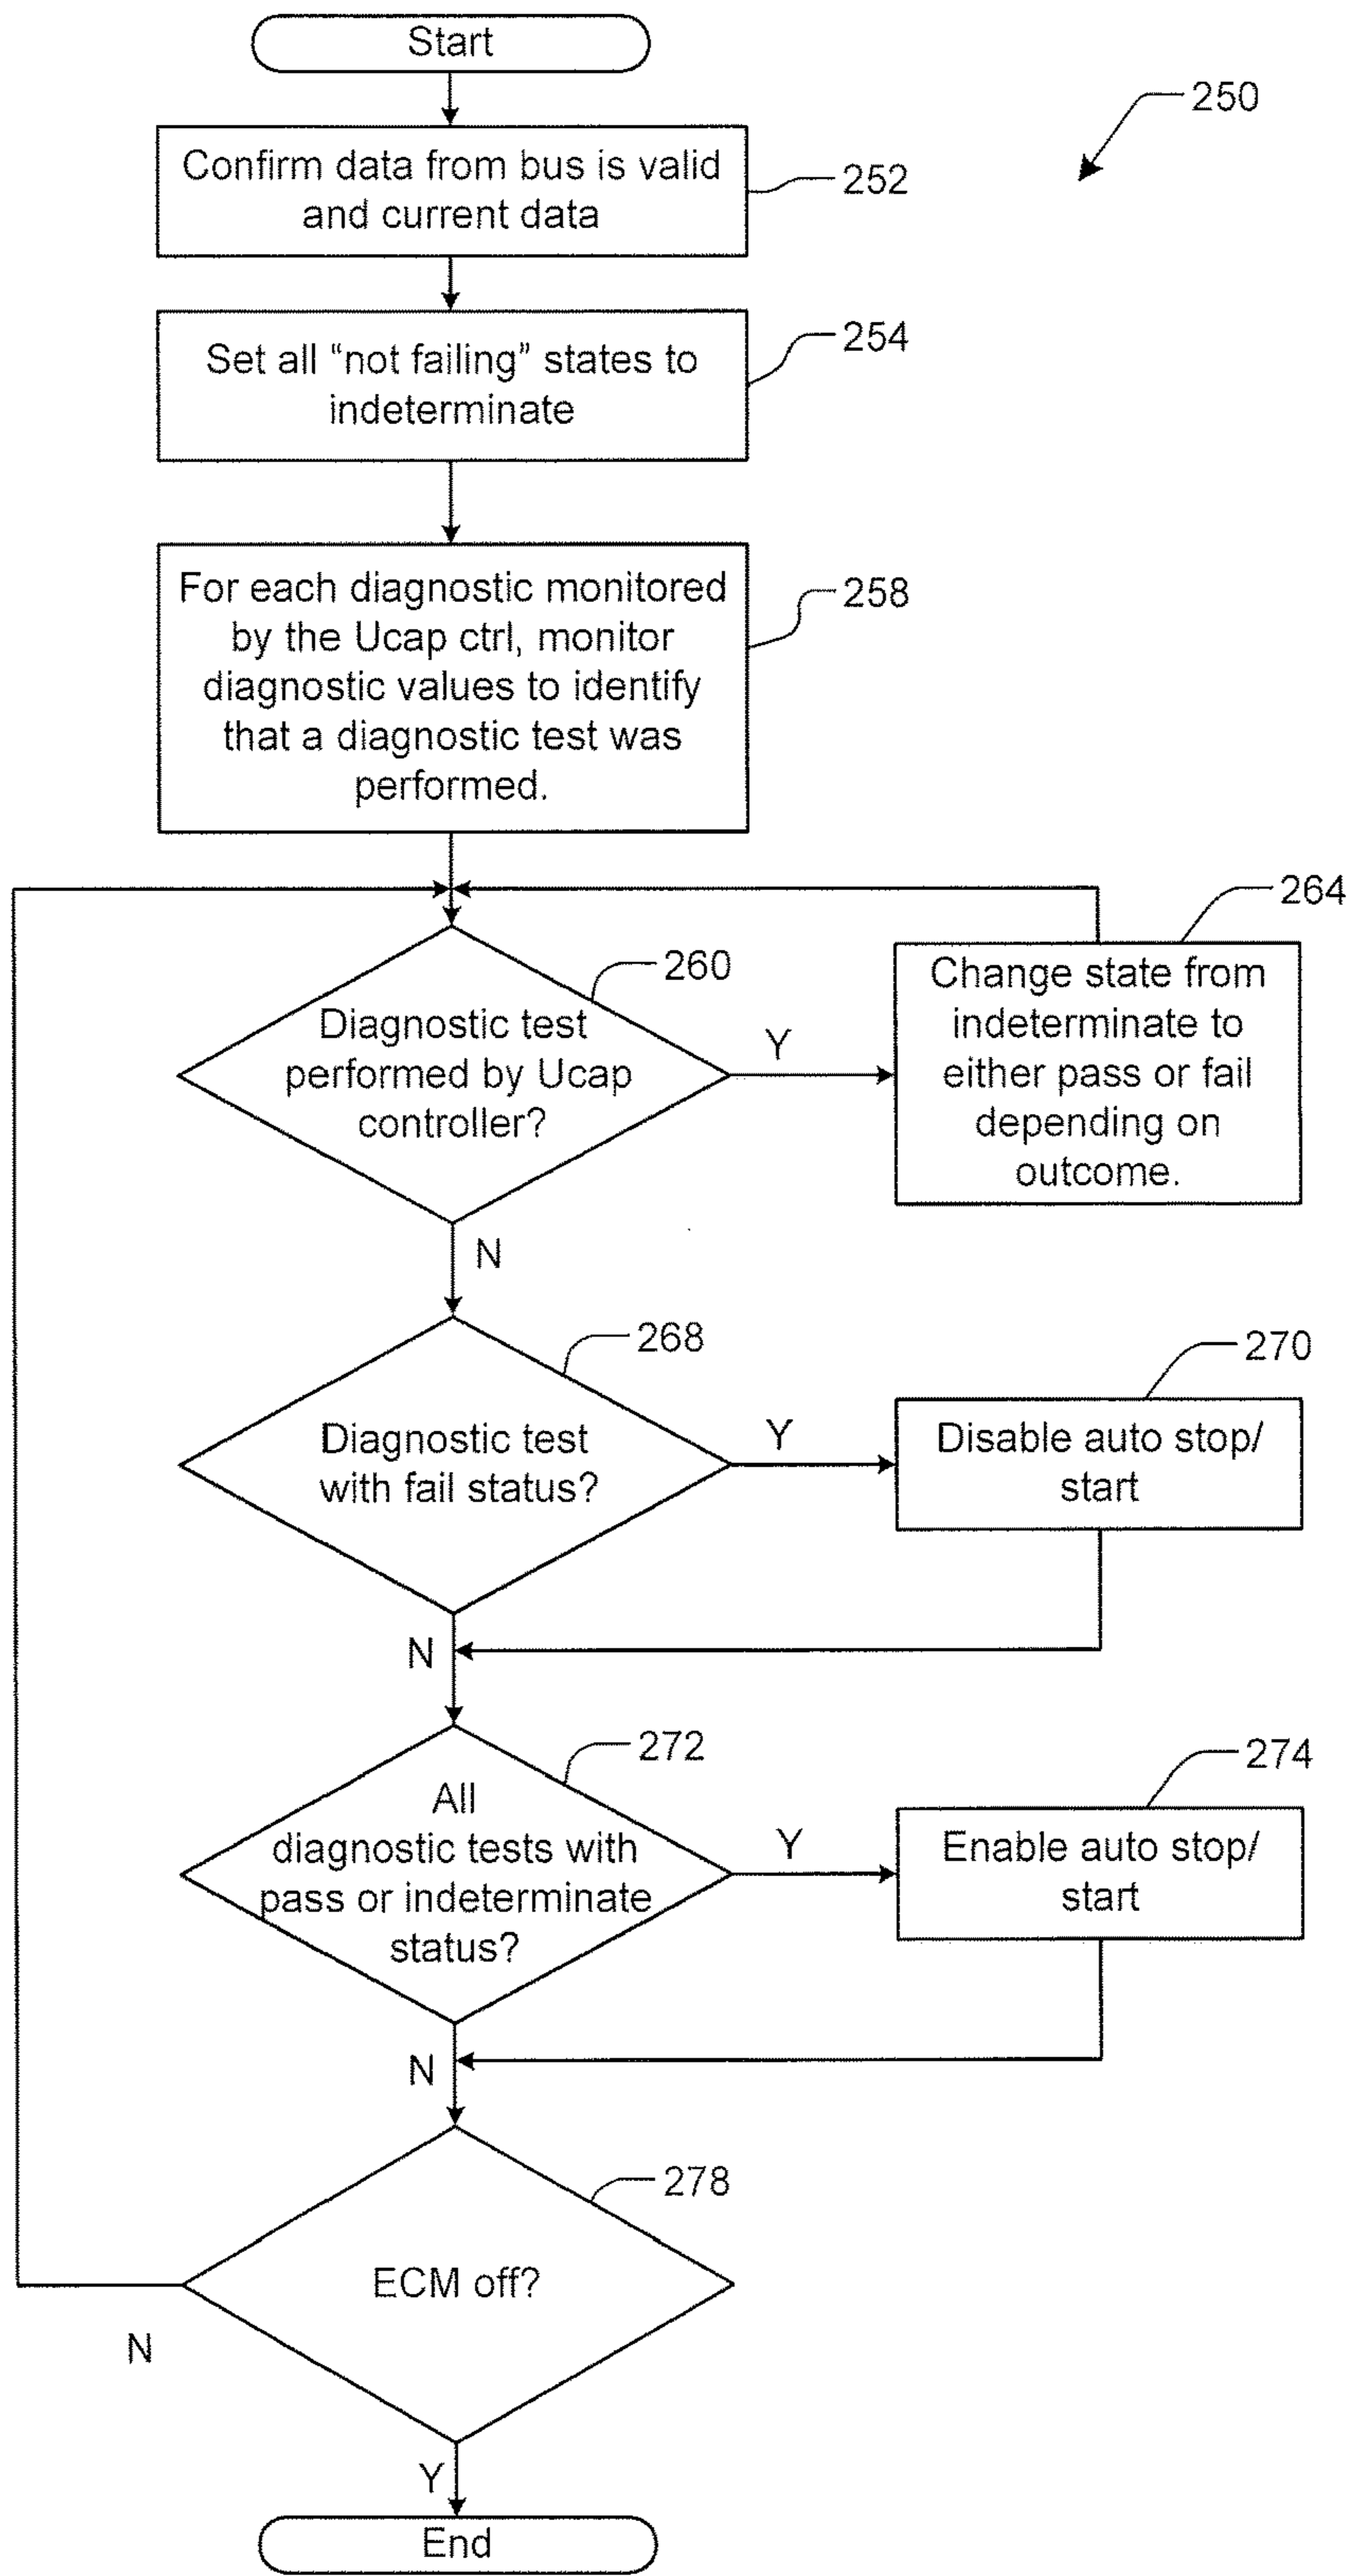 Start
250
Confirm data from bus is valid
and current data
252
Set all “not failing” states to
indeterminate
254
For each diagnostic monitored
by the Ucap ctrl, monitor
diagnostic values to identify
that a diagnostic test was
performed.
258
260
Diagnostic test
performed by Ucap
controller?
Y
N
264
Change state from
indeterminate to
either pass or fail
depending on
outcome.
268
Diagnostic test
with fail status?
Y
N
270
Disable auto stop/
start
272
All
diagnostic tests with
pass or indeterminate
status?
Y
N
274
Enable auto stop/
start
278
ECM off?
N
Y
End